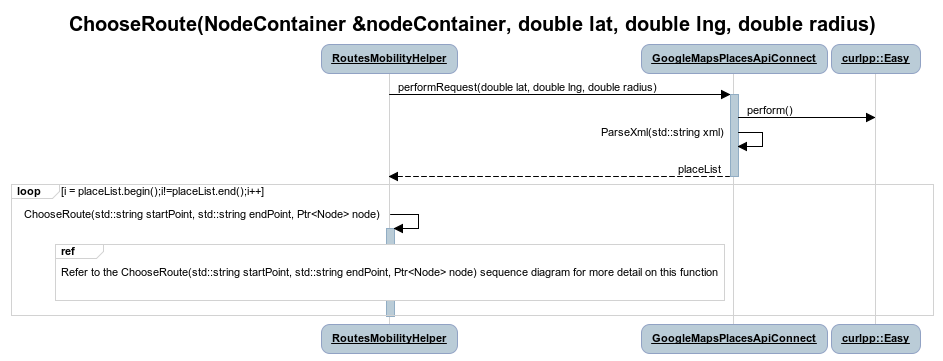 ChooseRoute(NodeContainer &nodeContainer, double lat, double lng, double radius)
RoutesMobilityHelper
GoogleMapsPlacesApiConnect
curlpp::Easy
performRequest(double lat, double lng, double radius)
perform()
ParseXml(std::string xml)
placeList
loop
[i = placeList.begin();i!=placeList.end();i++]
ChooseRoute(std::string startPoint, std::string endPoint, Ptr<Node> node)
ref
Refer to the ChooseRoute(std::string startPoint, std::string endPoint, Ptr<Node> node) sequence diagram for more detail on this function
RoutesMobilityHelper
GoogleMapsPlacesApiConnect
curlpp::Easy